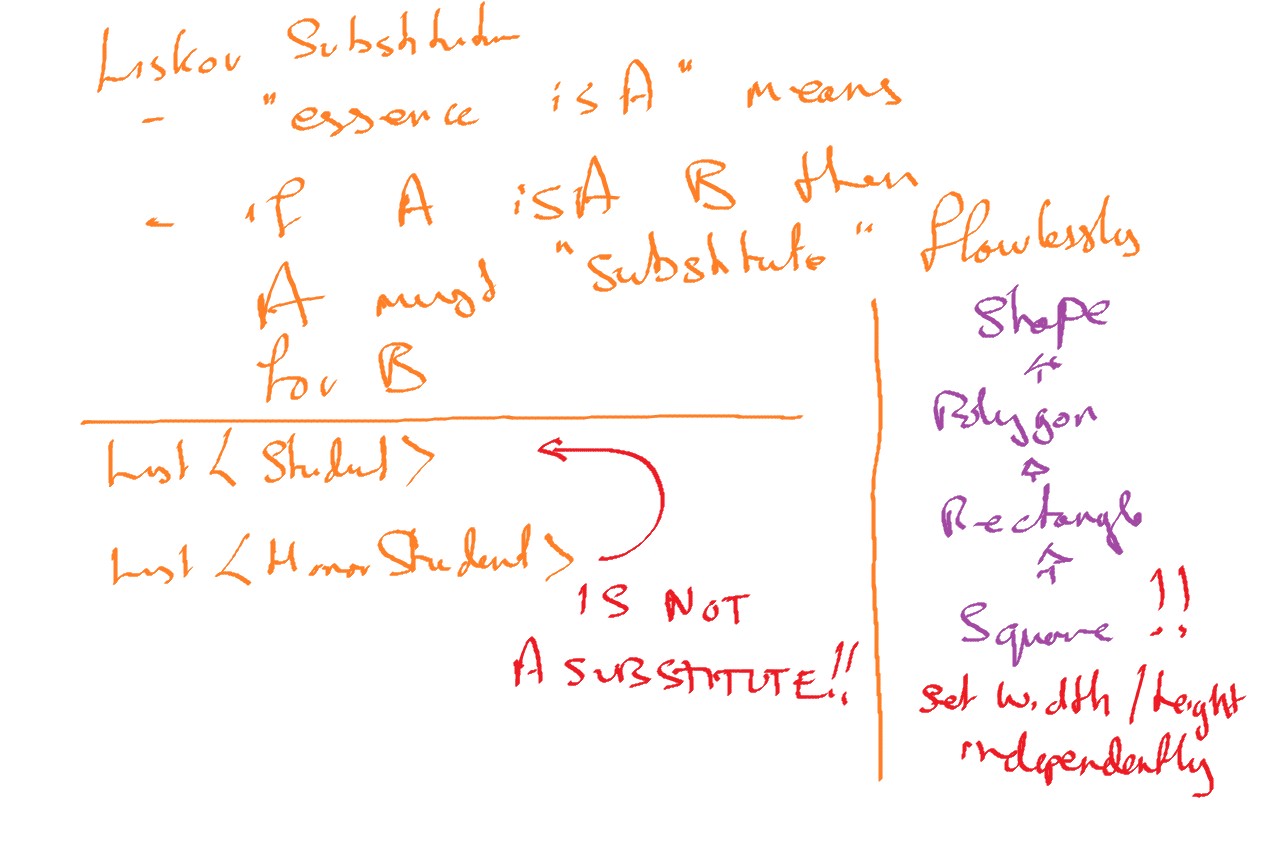 Liskov Substitution
- "essence isA" means
- if A isA B then
A must "substitute" flawlessly
for B
List < Student >
List < HonorStudent >
IS NOT
A SUBSTITUTE!!
Shape
Polygon
Rectangle
Square !!
set width / height
independently